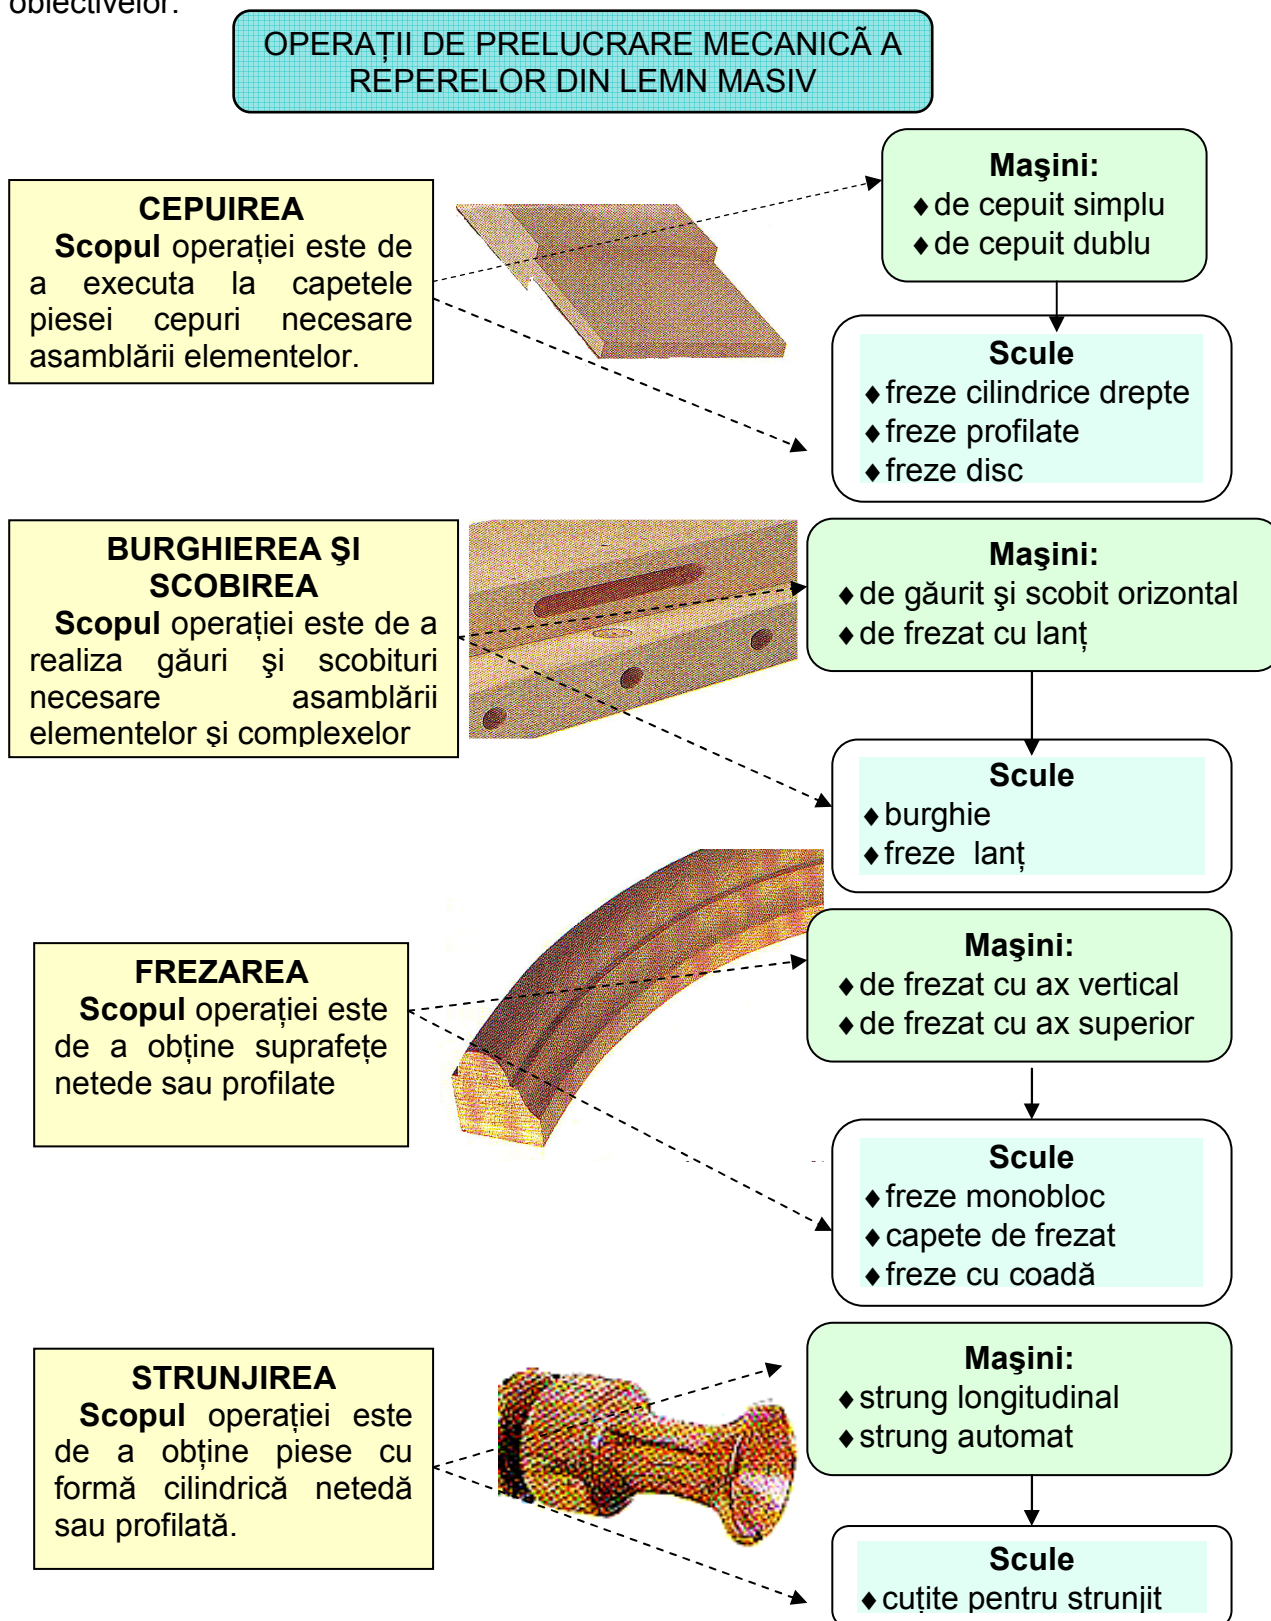 obiectivelor.
OPERAȚII DE PRELUCRARE MECANICÃ A
REPERELOR DIN LEMN MASIV
CEPUIREA
Scopul operației este de
a executa la capetele
piesei cepuri necesare
asamblării elementelor.
Maşini:
♦ de cepuit simplu
♦ de cepuit dublu
Scule
♦ freze cilindrice drepte
♦ freze profilate
♦ freze disc
BURGHIEREA ŞI
SCOBIREA
Scopul operației este de a
realiza găuri şi scobituri
necesare asamblării
elementelor şi complexelor
Maşini:
♦ de găurit şi scobit orizontal
♦ de frezat cu lanț
Scule
♦ burghie
♦ freze lanț
FREZAREA
Scopul operației este
de a obține suprafețe
netede sau profilate
Maşini:
♦ de frezat cu ax vertical
♦ de frezat cu ax superior
Scule
♦ freze monobloc
♦ capete de frezat
♦ freze cu coadă
STRUNJIREA
Scopul operației este
de a obține piese cu
formă cilindrică netedă
sau profilată.
Maşini:
♦ strung longitudinal
♦ strung automat
Scule
♦ cuțite pentru strunjit